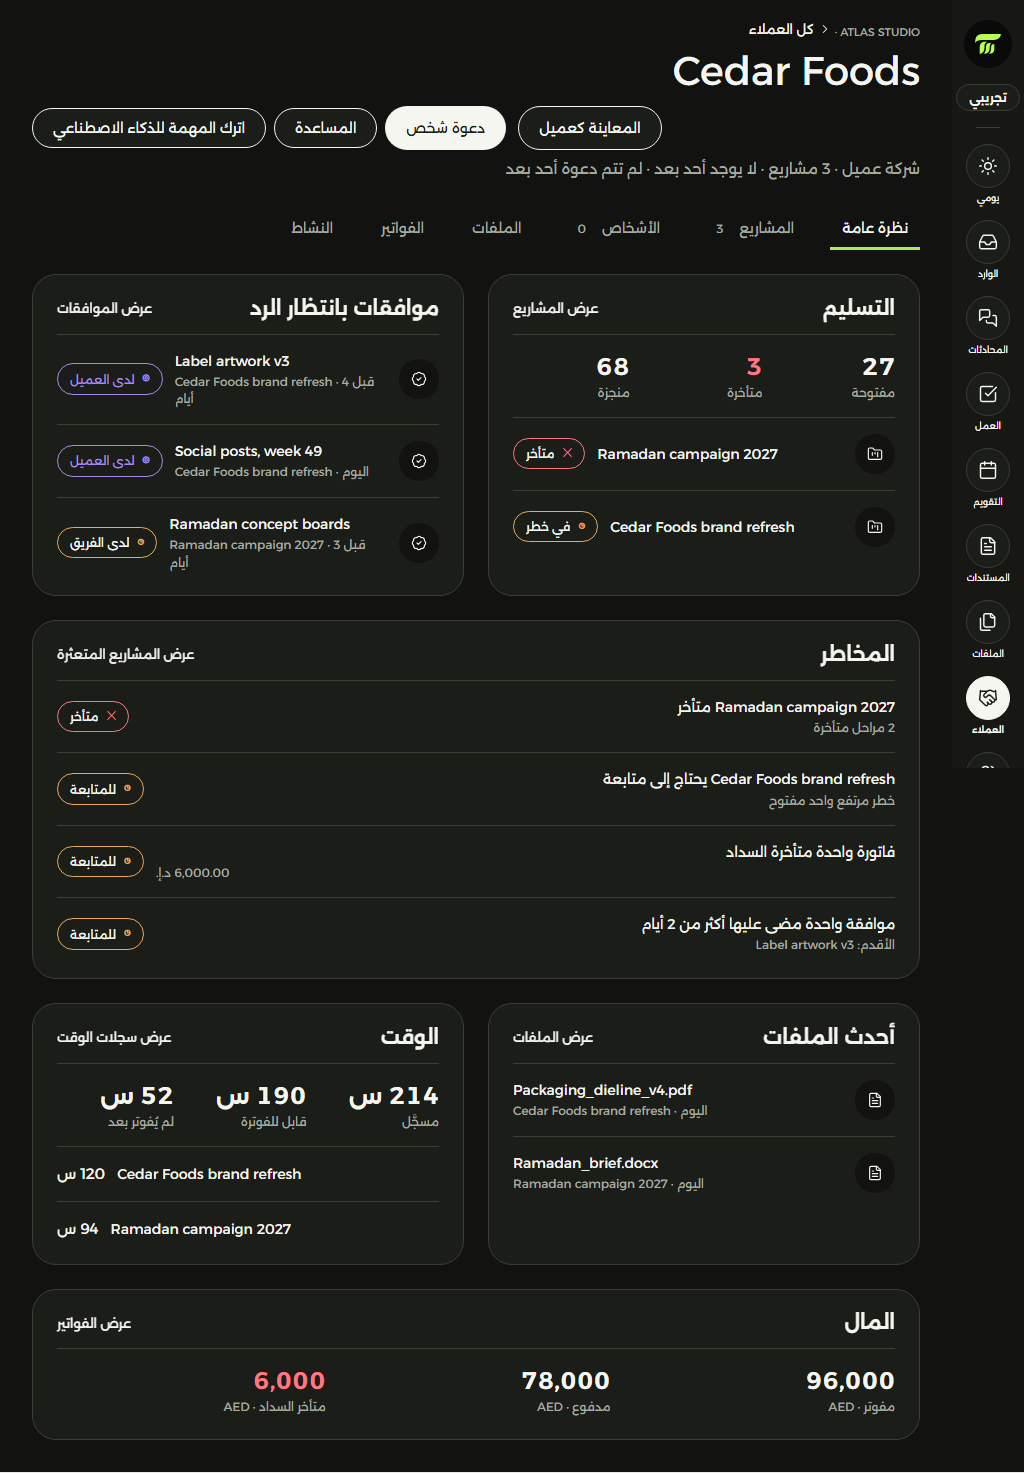 ATLAS STUDIO · كل العملاء
Cedar Foods
المعاينة كعميل
دعوة شخص
المساعدة
اترك المهمة للذكاء الاصطناعي
شركة عميل · 3 مشاريع · لا يوجد أحد بعد · لم تتم دعوة أحد بعد
نظرة عامة
المشاريع 3
الأشخاص 0
الملفات
الفواتير
النشاط
تجريبي
يومي
الوارد
المحادثات
العمل
التقويم
المستندات
الملفات
العملاء
التسليم
عرض المشاريع
27
مفتوحة
3
متأخرة
68
منجزة
Ramadan campaign 2027
متأخر
Cedar Foods brand refresh
في خطر
موافقات بانتظار الرد
عرض الموافقات
Label artwork v3
Cedar Foods brand refresh · قبل 4
أيام
لدى العميل
Social posts, week 49
Cedar Foods brand refresh · اليوم
لدى العميل
Ramadan concept boards
Ramadan campaign 2027 · قبل 3
أيام
لدى الفريق
المخاطر
عرض المشاريع المتعثرة
Ramadan campaign 2027 متأخر
2 مراحل متأخرة
متأخر
Cedar Foods brand refresh يحتاج إلى متابعة
خطر مرتفع واحد مفتوح
للمتابعة
فاتورة واحدة متأخرة السداد
6,000.00 د.إ.
للمتابعة
موافقة واحدة مضى عليها أكثر من 2 أيام
الأقدم: Label artwork v3
للمتابعة
أحدث الملفات
عرض الملفات
Packaging_dieline_v4.pdf
Cedar Foods brand refresh · اليوم
Ramadan_brief.docx
Ramadan campaign 2027 · اليوم
الوقت
عرض سجلات الوقت
214 س
مسجَّل
190 س
قابل للفوترة
52 س
لم يُفوتر بعد
Cedar Foods brand refresh
120 س
Ramadan campaign 2027
94 س
المال
عرض الفواتير
96,000
مفوتر · AED
78,000
مدفوع · AED
6,000
متأخر السداد · AED